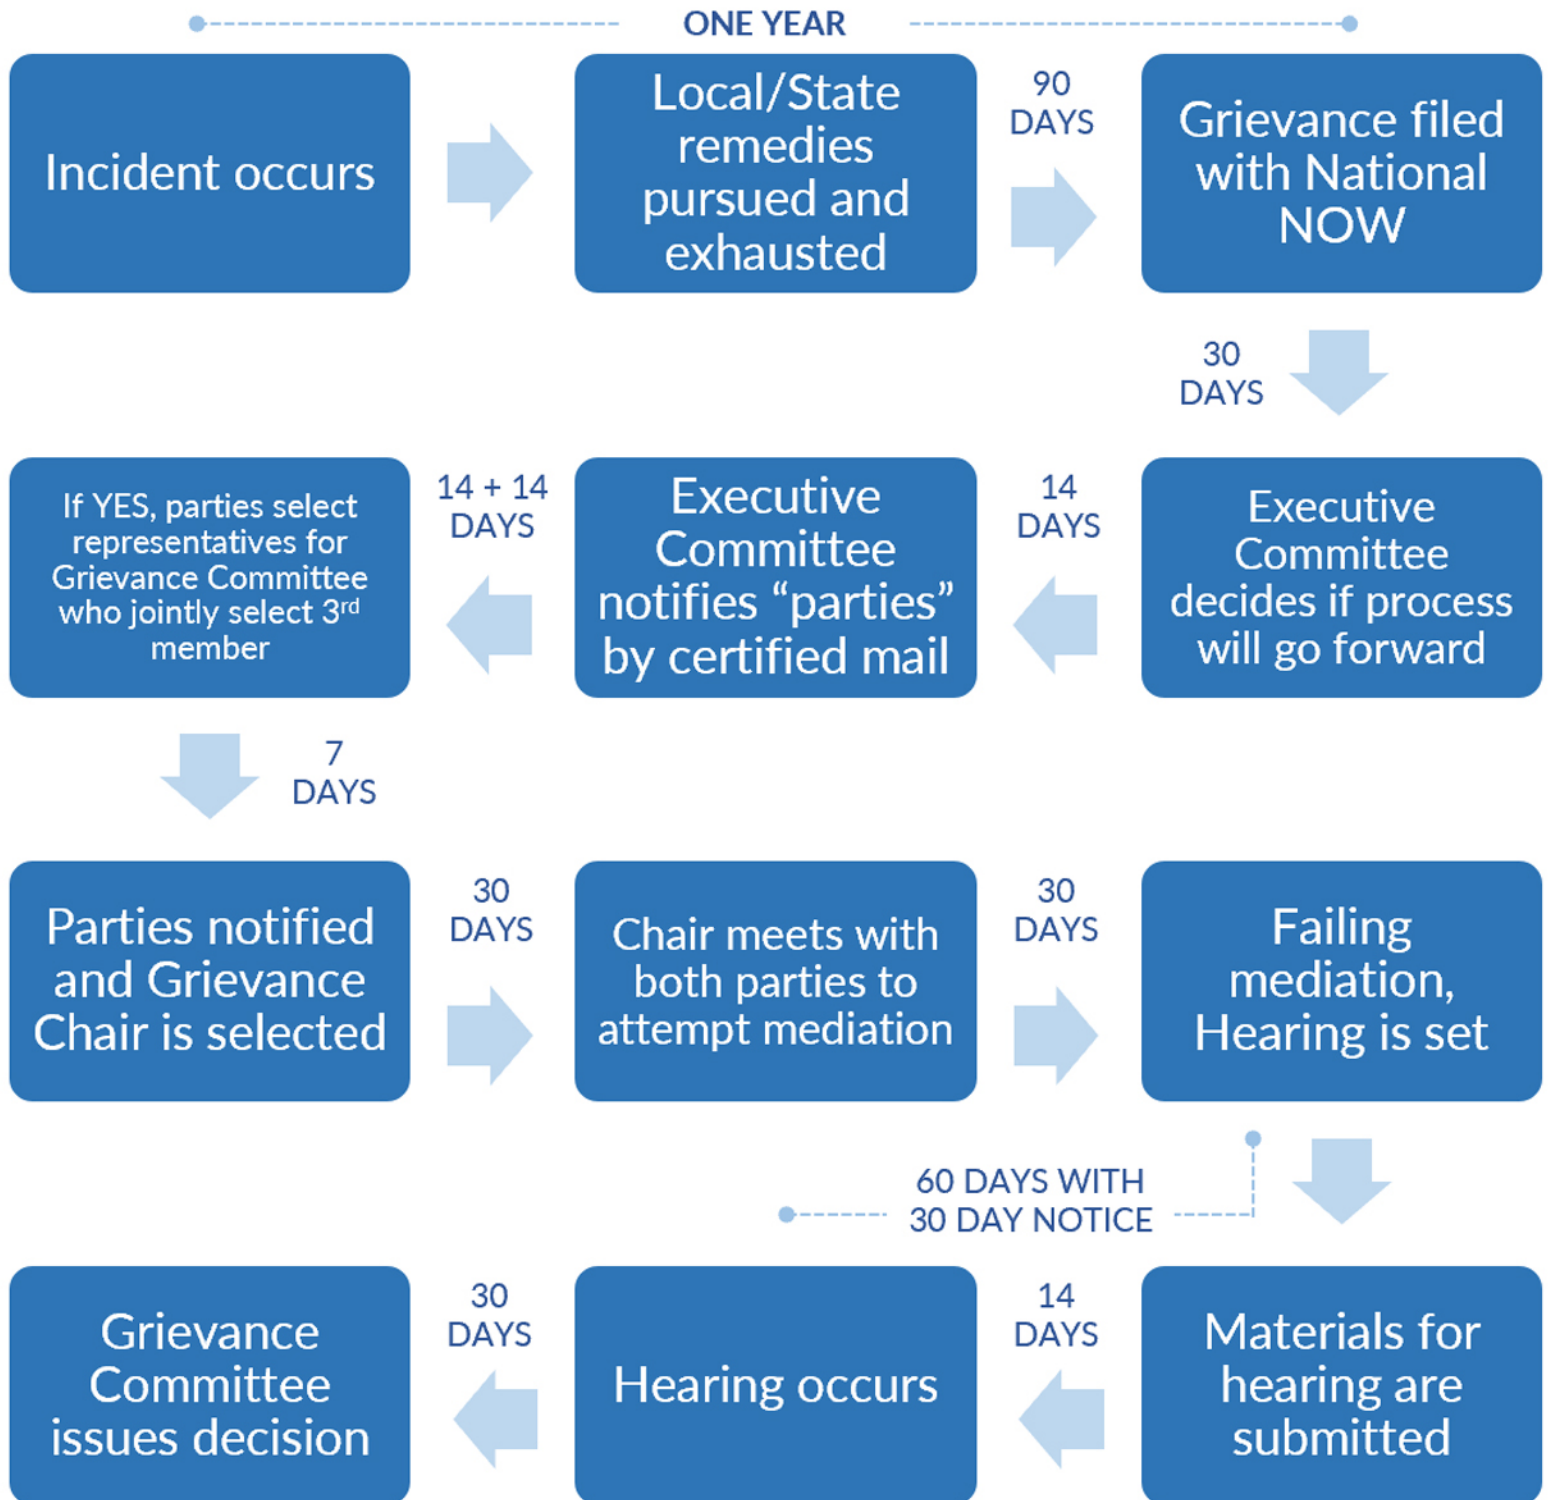 ONE YEAR
Incident occurs
Local/State
remedies
pursued and
exhausted
90
DAYS
Grievance filed
with National
NOW
30
DAYS
Executive
Committee
decides if process
will go forward
14
DAYS
Executive
Committee
notifies “parties”
by certified mail
14 + 14
DAYS
If YES, parties select
representatives for
Grievance Committee
who jointly select 3rd
member
7
DAYS
Parties notified
and Grievance
Chair is selected
30
DAYS
Chair meets with
both parties to
attempt mediation
30
DAYS
Failing
mediation,
Hearing is set
60 DAYS WITH
30 DAY NOTICE
Materials for
hearing are
submitted
14
DAYS
Hearing occurs
30
DAYS
Grievance
Committee
issues decision